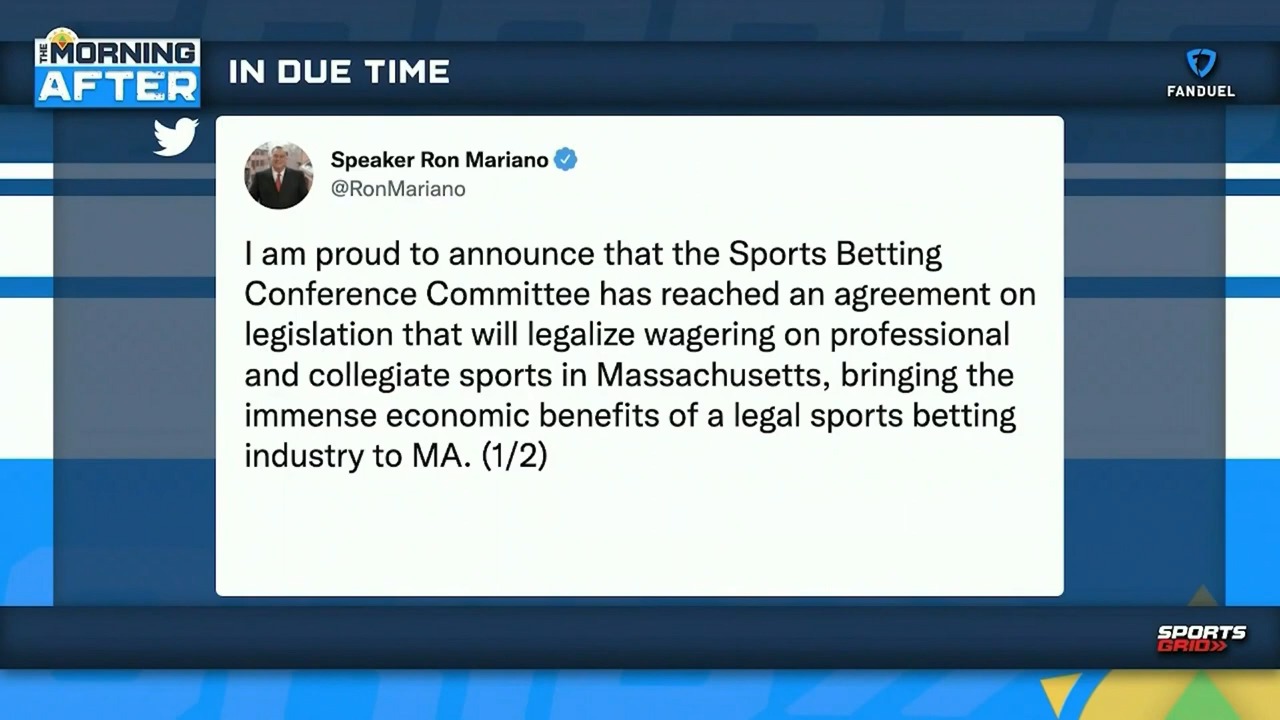 THE
MORNING
AFTER
IN DUE TIME
FANDUEL
Speaker Ron Mariano
@RonMariano
I am proud to announce that the Sports Betting
Conference Committee has reached an agreement on
legislation that will legalize wagering on professional
and collegiate sports in Massachusetts, bringing the
immense economic benefits of a legal sports betting
industry to MA. (1/2)
SPORTS
GRID